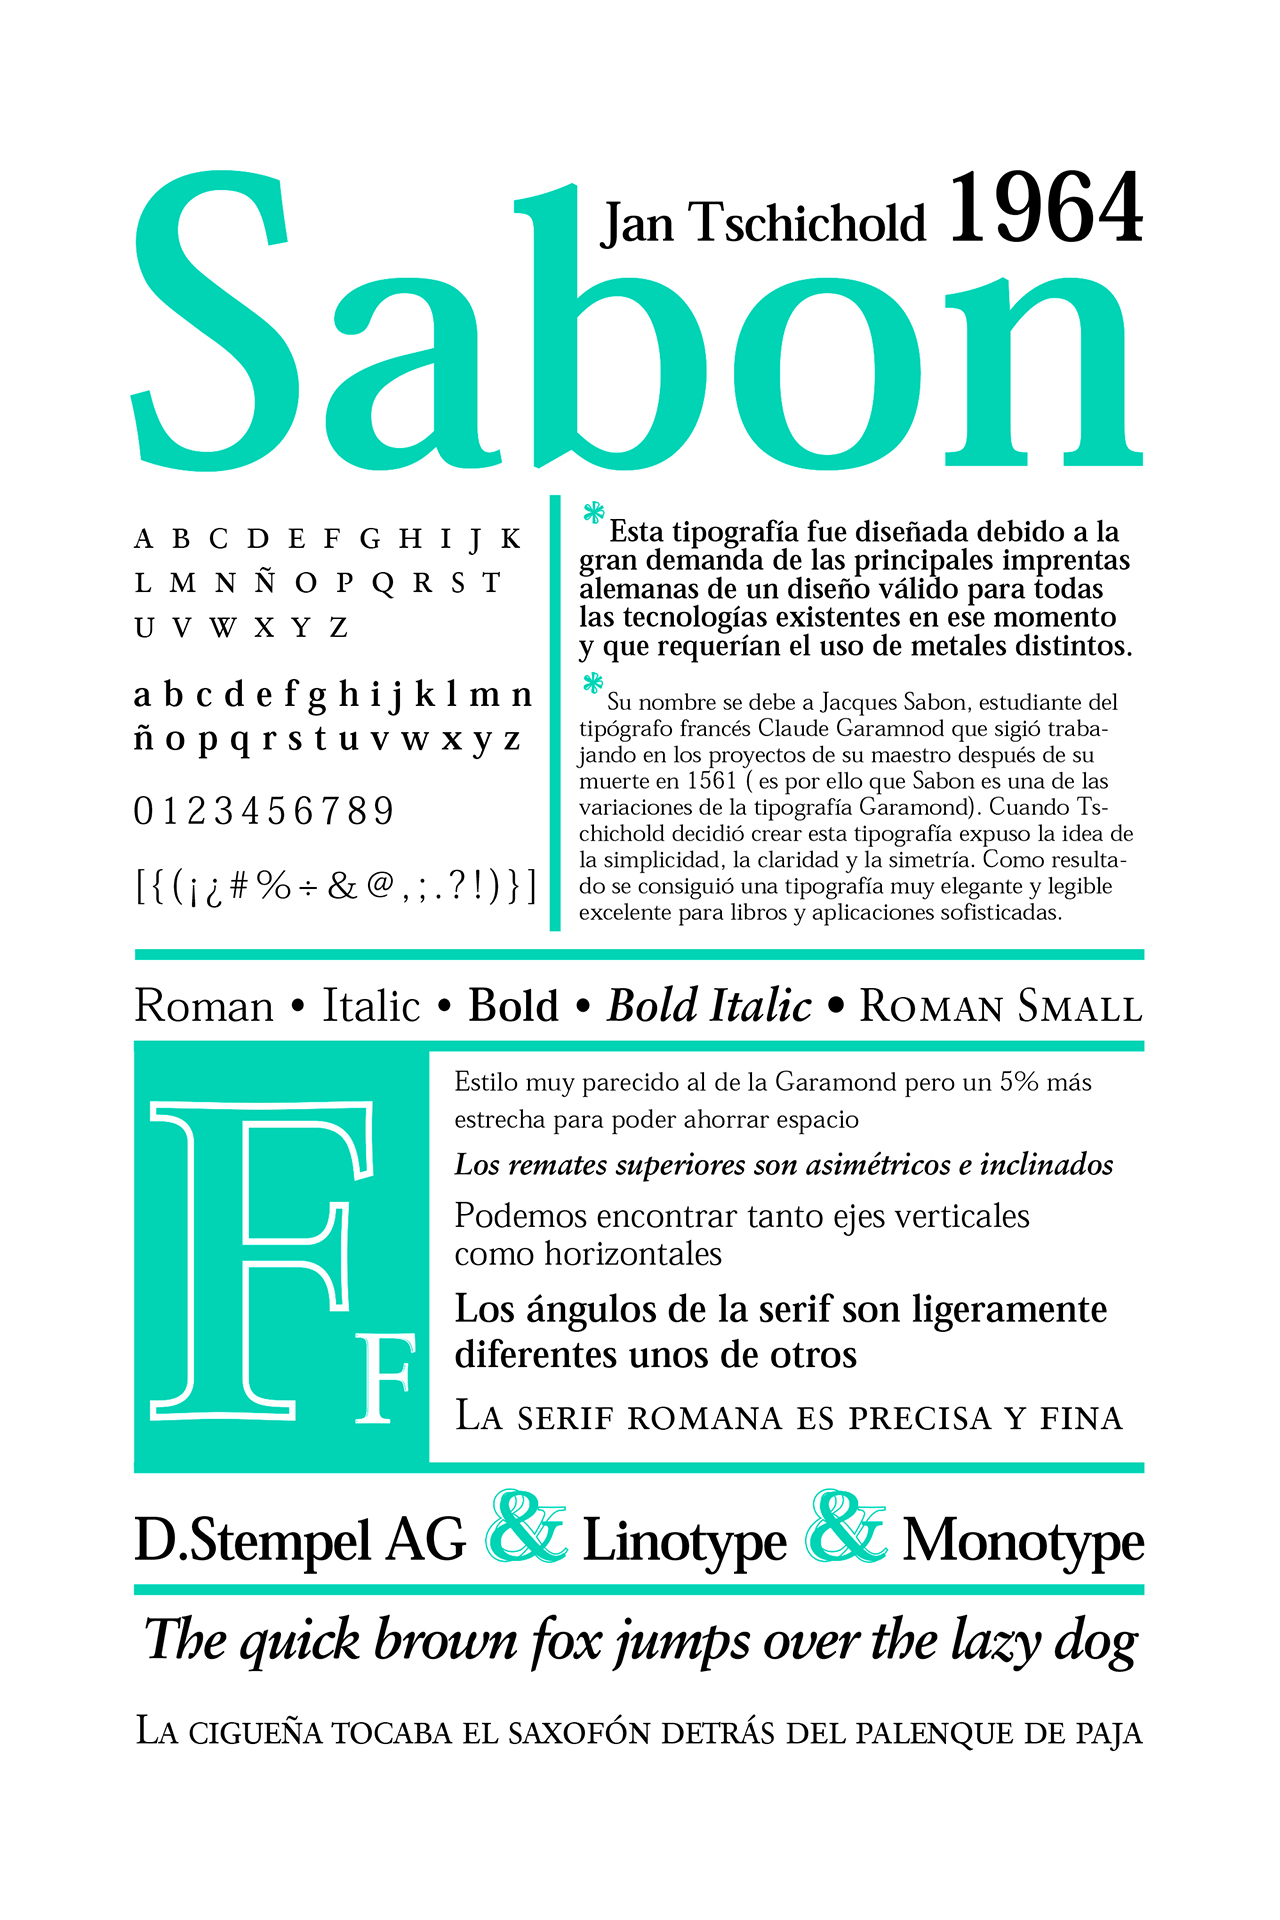 Jan Tschichold 1964
Sabon
A B C D E F G H I J K
L M N Ñ O P Q R S T
U V W X Y Z
a b c d e f g h i j k l m n
ñ o p q r s t u v w x y z
0 1 2 3 4 5 6 7 8 9
[ { ( ¡ ¿ # % ÷ & @ , ; . ? ! ) } ]
* Esta tipografía fue diseñada debido a la
gran demanda de las principales imprentas
alemanas de un diseño válido para todas
las tecnologías existentes en ese momento
y que requerían el uso de metales distintos.
* Su nombre se debe a Jacques Sabon, estudiante del
tipógrafo francés Claude Garamnod que sigió traba-
jando en los proyectos de su maestro después de su
muerte en 1561 ( es por ello que Sabon es una de las
variaciones de la tipografía Garamond). Cuando Ts-
chichold decidió crear esta tipografía expuso la idea de
la simplicidad, la claridad y la simetría. Como resulta-
do se consiguió una tipografía muy elegante y legible
excelente para libros y aplicaciones sofisticadas.
Roman • Italic • Bold • Bold Italic • ROMAN SMALL
F
F
Estilo muy parecido al de la Garamond pero un 5% más
estrecha para poder ahorrar espacio
Los remates superiores son asimétricos e inclinados
Podemos encontrar tanto ejes verticales
como horizontales
Los ángulos de la serif son ligeramente
diferentes unos de otros
LA SERIF ROMANA ES PRECISA Y FINA
D.Stempel AG & Linotype & Monotype
The quick brown fox jumps over the lazy dog
LA CIGUEÑA TOCABA EL SAXOFÓN DETRÁS DEL PALENQUE DE PAJA